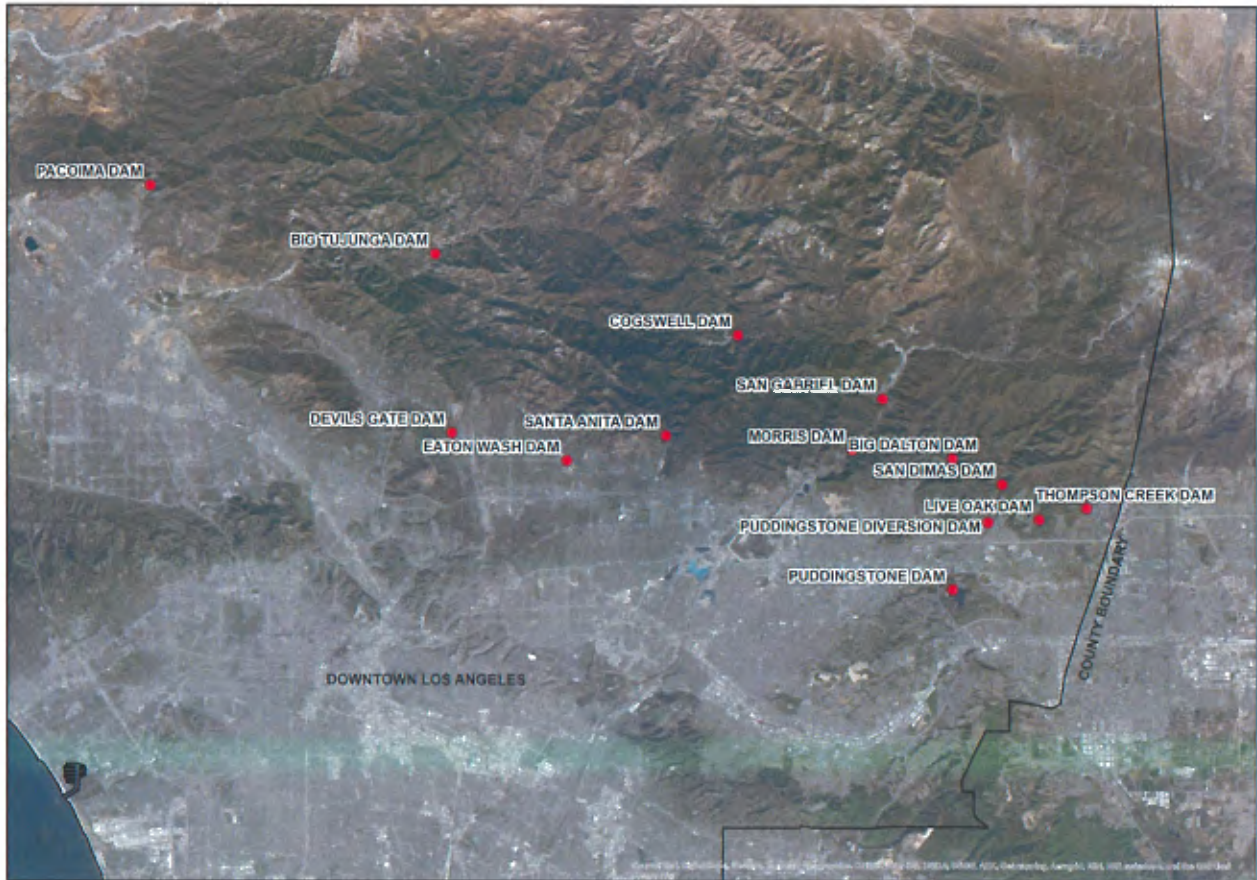 PACOIMA DAM
BIG TUJUNGA DAM
COGSWELL DAM
SAN GABRIEL DAM
DEVILS GATE DAM
SANTA ANITA DAM
EATON WASH DAM
MORRIS DAM
BIG DALTON DAM
SAN DIMAS DAM
THOMPSON CREEK DAM
LIVE OAK DAM
PUDDINGSTONE DIVERSION DAM
PUDDINGSTONE DAM
COUNTY BOUNDARY
DOWNTOWN LOS ANGELES